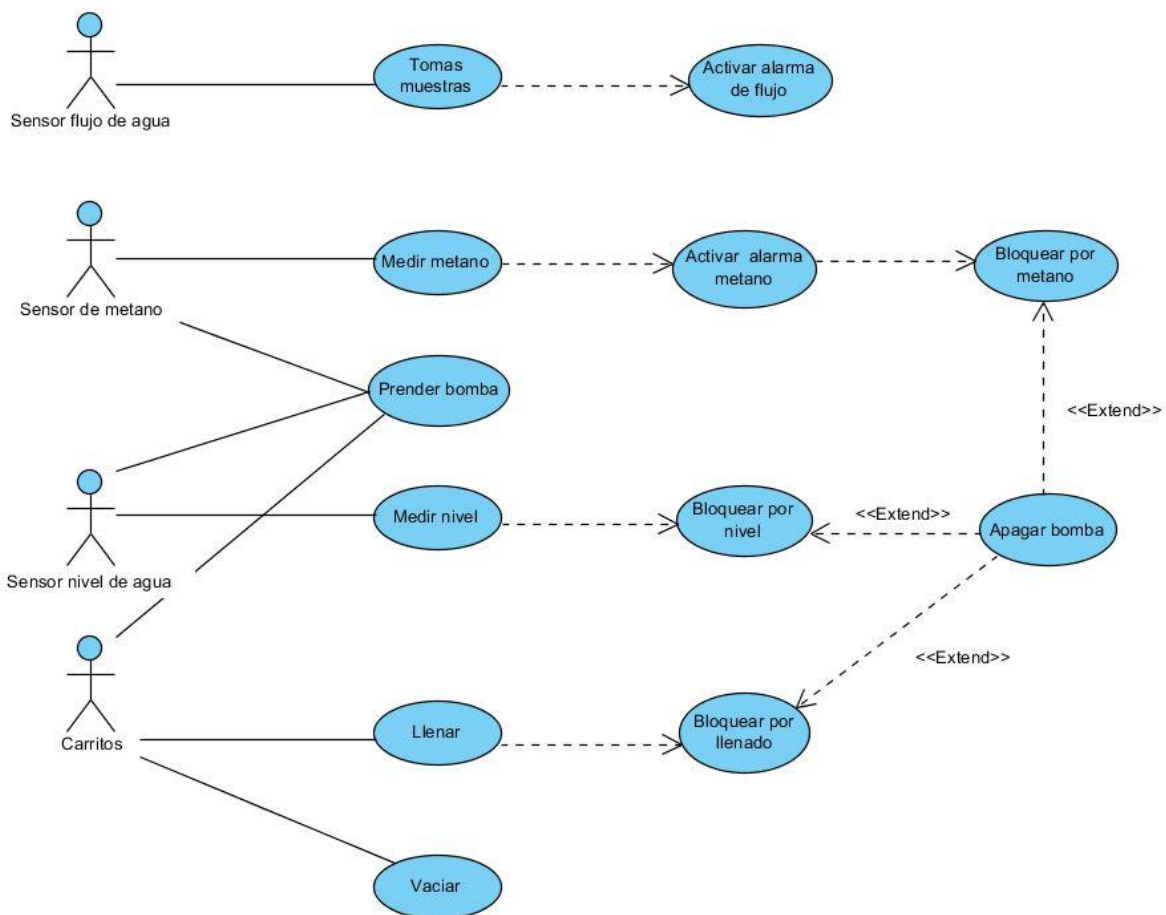 Tomas
muestras
Activar alarma
de flujo
Sensor flujo de agua
Medir metano
Activar alarma
metano
Bloquear por
metano
Sensor de metano
Prender bomba
<<Extend>>
Medir nivel
Bloquear por
nivel
<<Extend>>
Apagar bomba
Sensor nivel de agua
<<Extend>>
Llenar
Bloquear por
llenado
Carritos
Vaciar